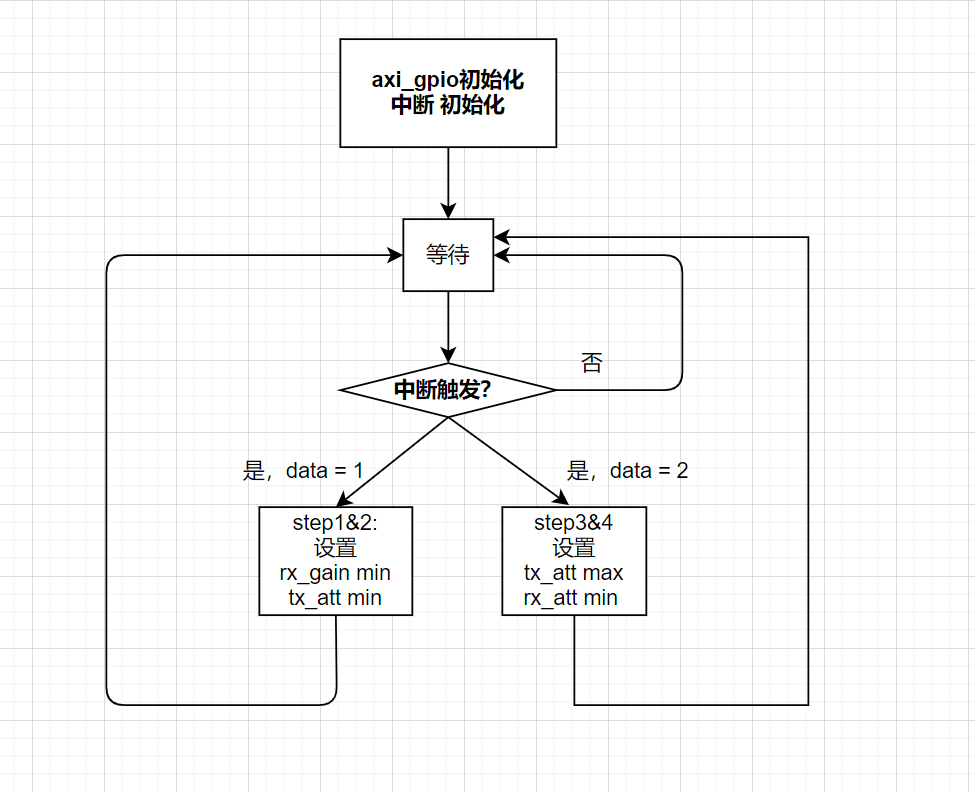 axi_gpio初始化
中断 初始化
等待
否
中断触发？
是，data = 1
是，data = 2
step1&2:
设置
rx_gain min
tx_att min
step3&4
设置
tx_att max
rx_att min